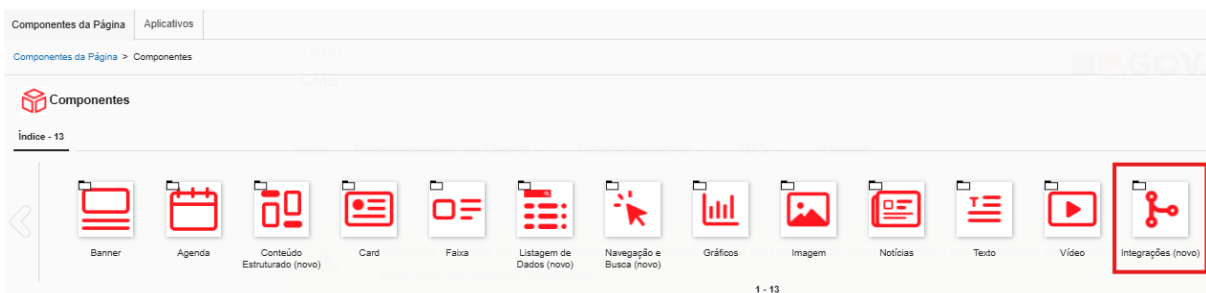 Componentes da Página Aplicativos
Componentes da Página > Componentes
.GOV.
Componentes
Índice - 13
Banner
Agenda
Conteúdo
Estruturado (novo)
Card
Faixa
Listagem de
Dados (novo)
Navegação e
Busca (novo)
Gráficos
Imagem
Notícias
Texto
Vídeo
Integrações (novo)
1 - 13